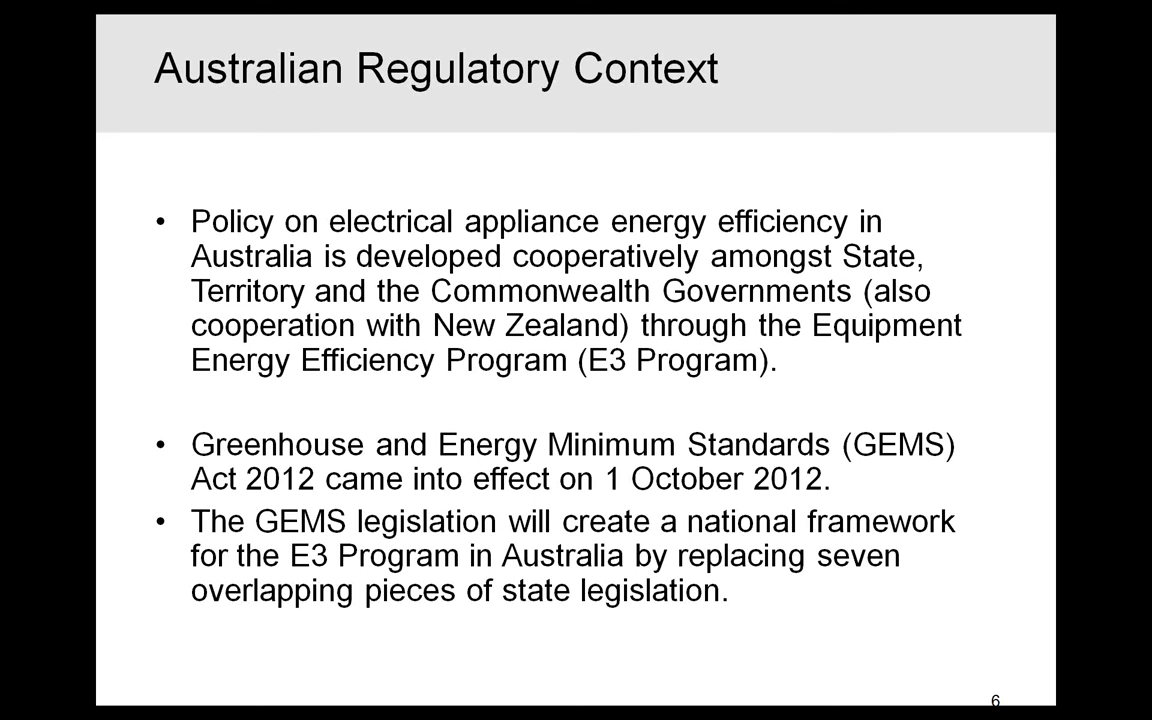 Australian Regulatory Context
• Policy on electrical appliance energy efficiency in
Australia is developed cooperatively amongst State,
Territory and the Commonwealth Governments (also
cooperation with New Zealand) through the Equipment
Energy Efficiency Program (E3 Program).
• Greenhouse and Energy Minimum Standards (GEMS)
Act 2012 came into effect on 1 October 2012.
• The GEMS legislation will create a national framework
for the E3 Program in Australia by replacing seven
overlapping pieces of state legislation.
6